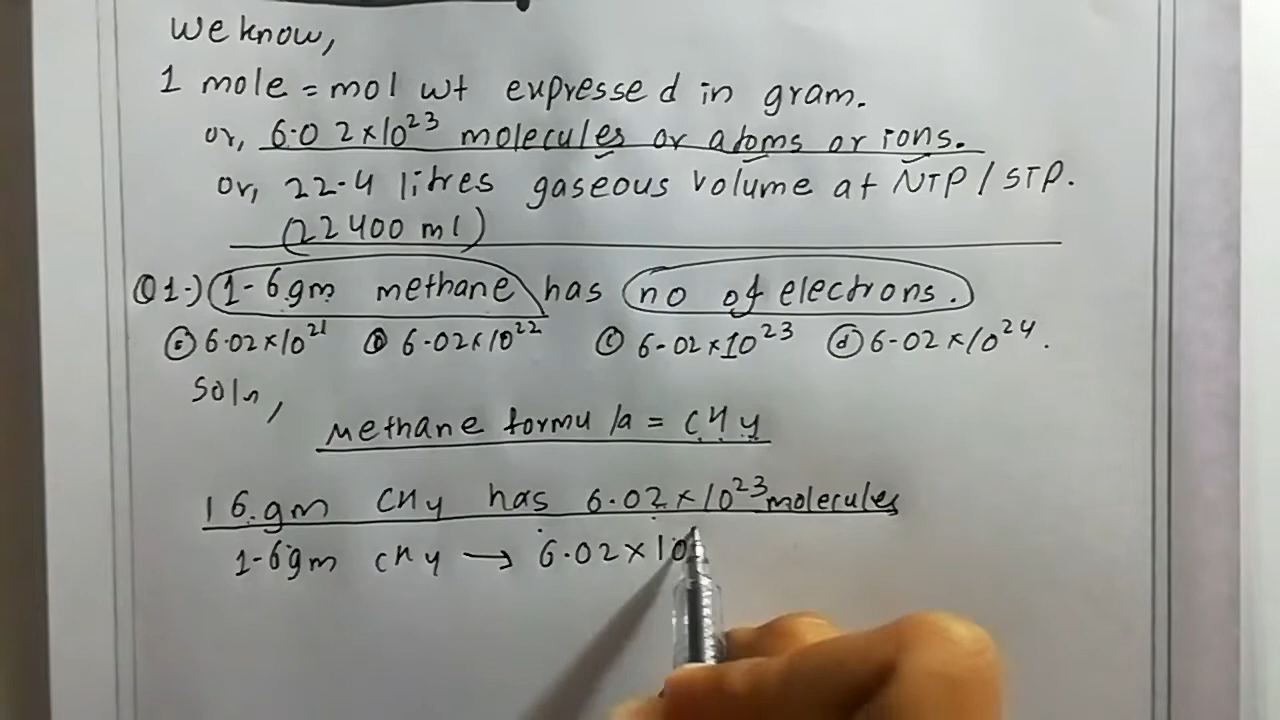 We know,
1 mole = mol wt expressed in gram.
or, 6.02×10²³ molecules or atoms or ions.
or, 22.4 litres gaseous volume at NTP/STP.
(22400 ml)
Q1.) 1.6gm methane has no of electrons.
ⓐ 6.02×10²¹ ⓑ 6.02×10²² ⓒ 6.02×10²³ ⓓ 6.02×10²⁴.
Soln,
Methane formula = CH4
16.gm CH4 has 6.02×10²³ molecules
1.6gm CH4 → 6.02×10